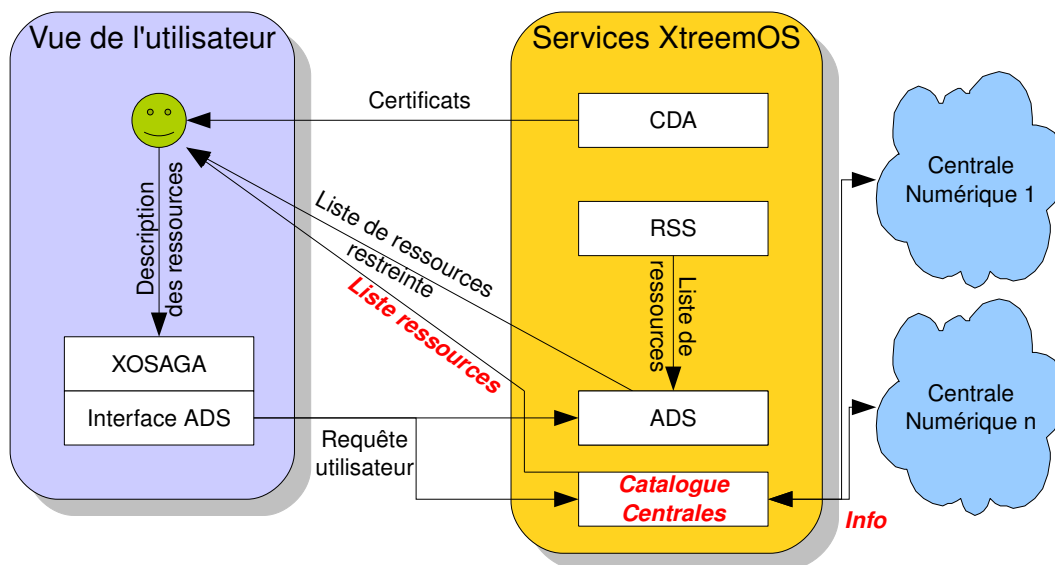 Vue de l'utilisateur
Services XtreemOS
Certificats
CDA
Centrale
Numérique 1
Description
des ressources
Liste de ressources
restreinte
Liste ressources
RSS
Liste de
ressources
XOSAGA
Interface ADS
ADS
Centrale
Numérique n
Requête
utilisateur
Catalogue
Centrales
Info